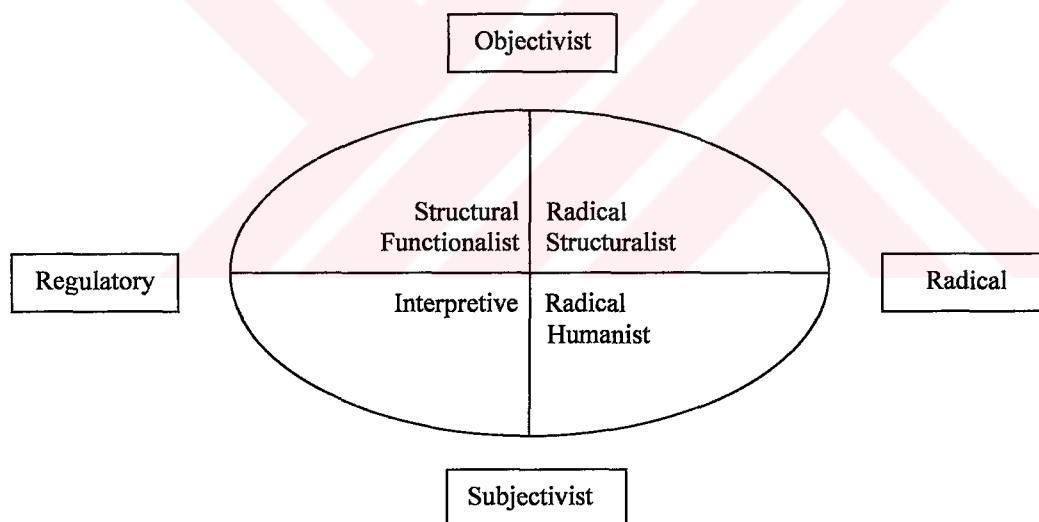 Objectivist
Structural
Functionalist
Radical
Structuralist
Regulatory
Radical
Interpretive
Radical
Humanist
Subjectivist